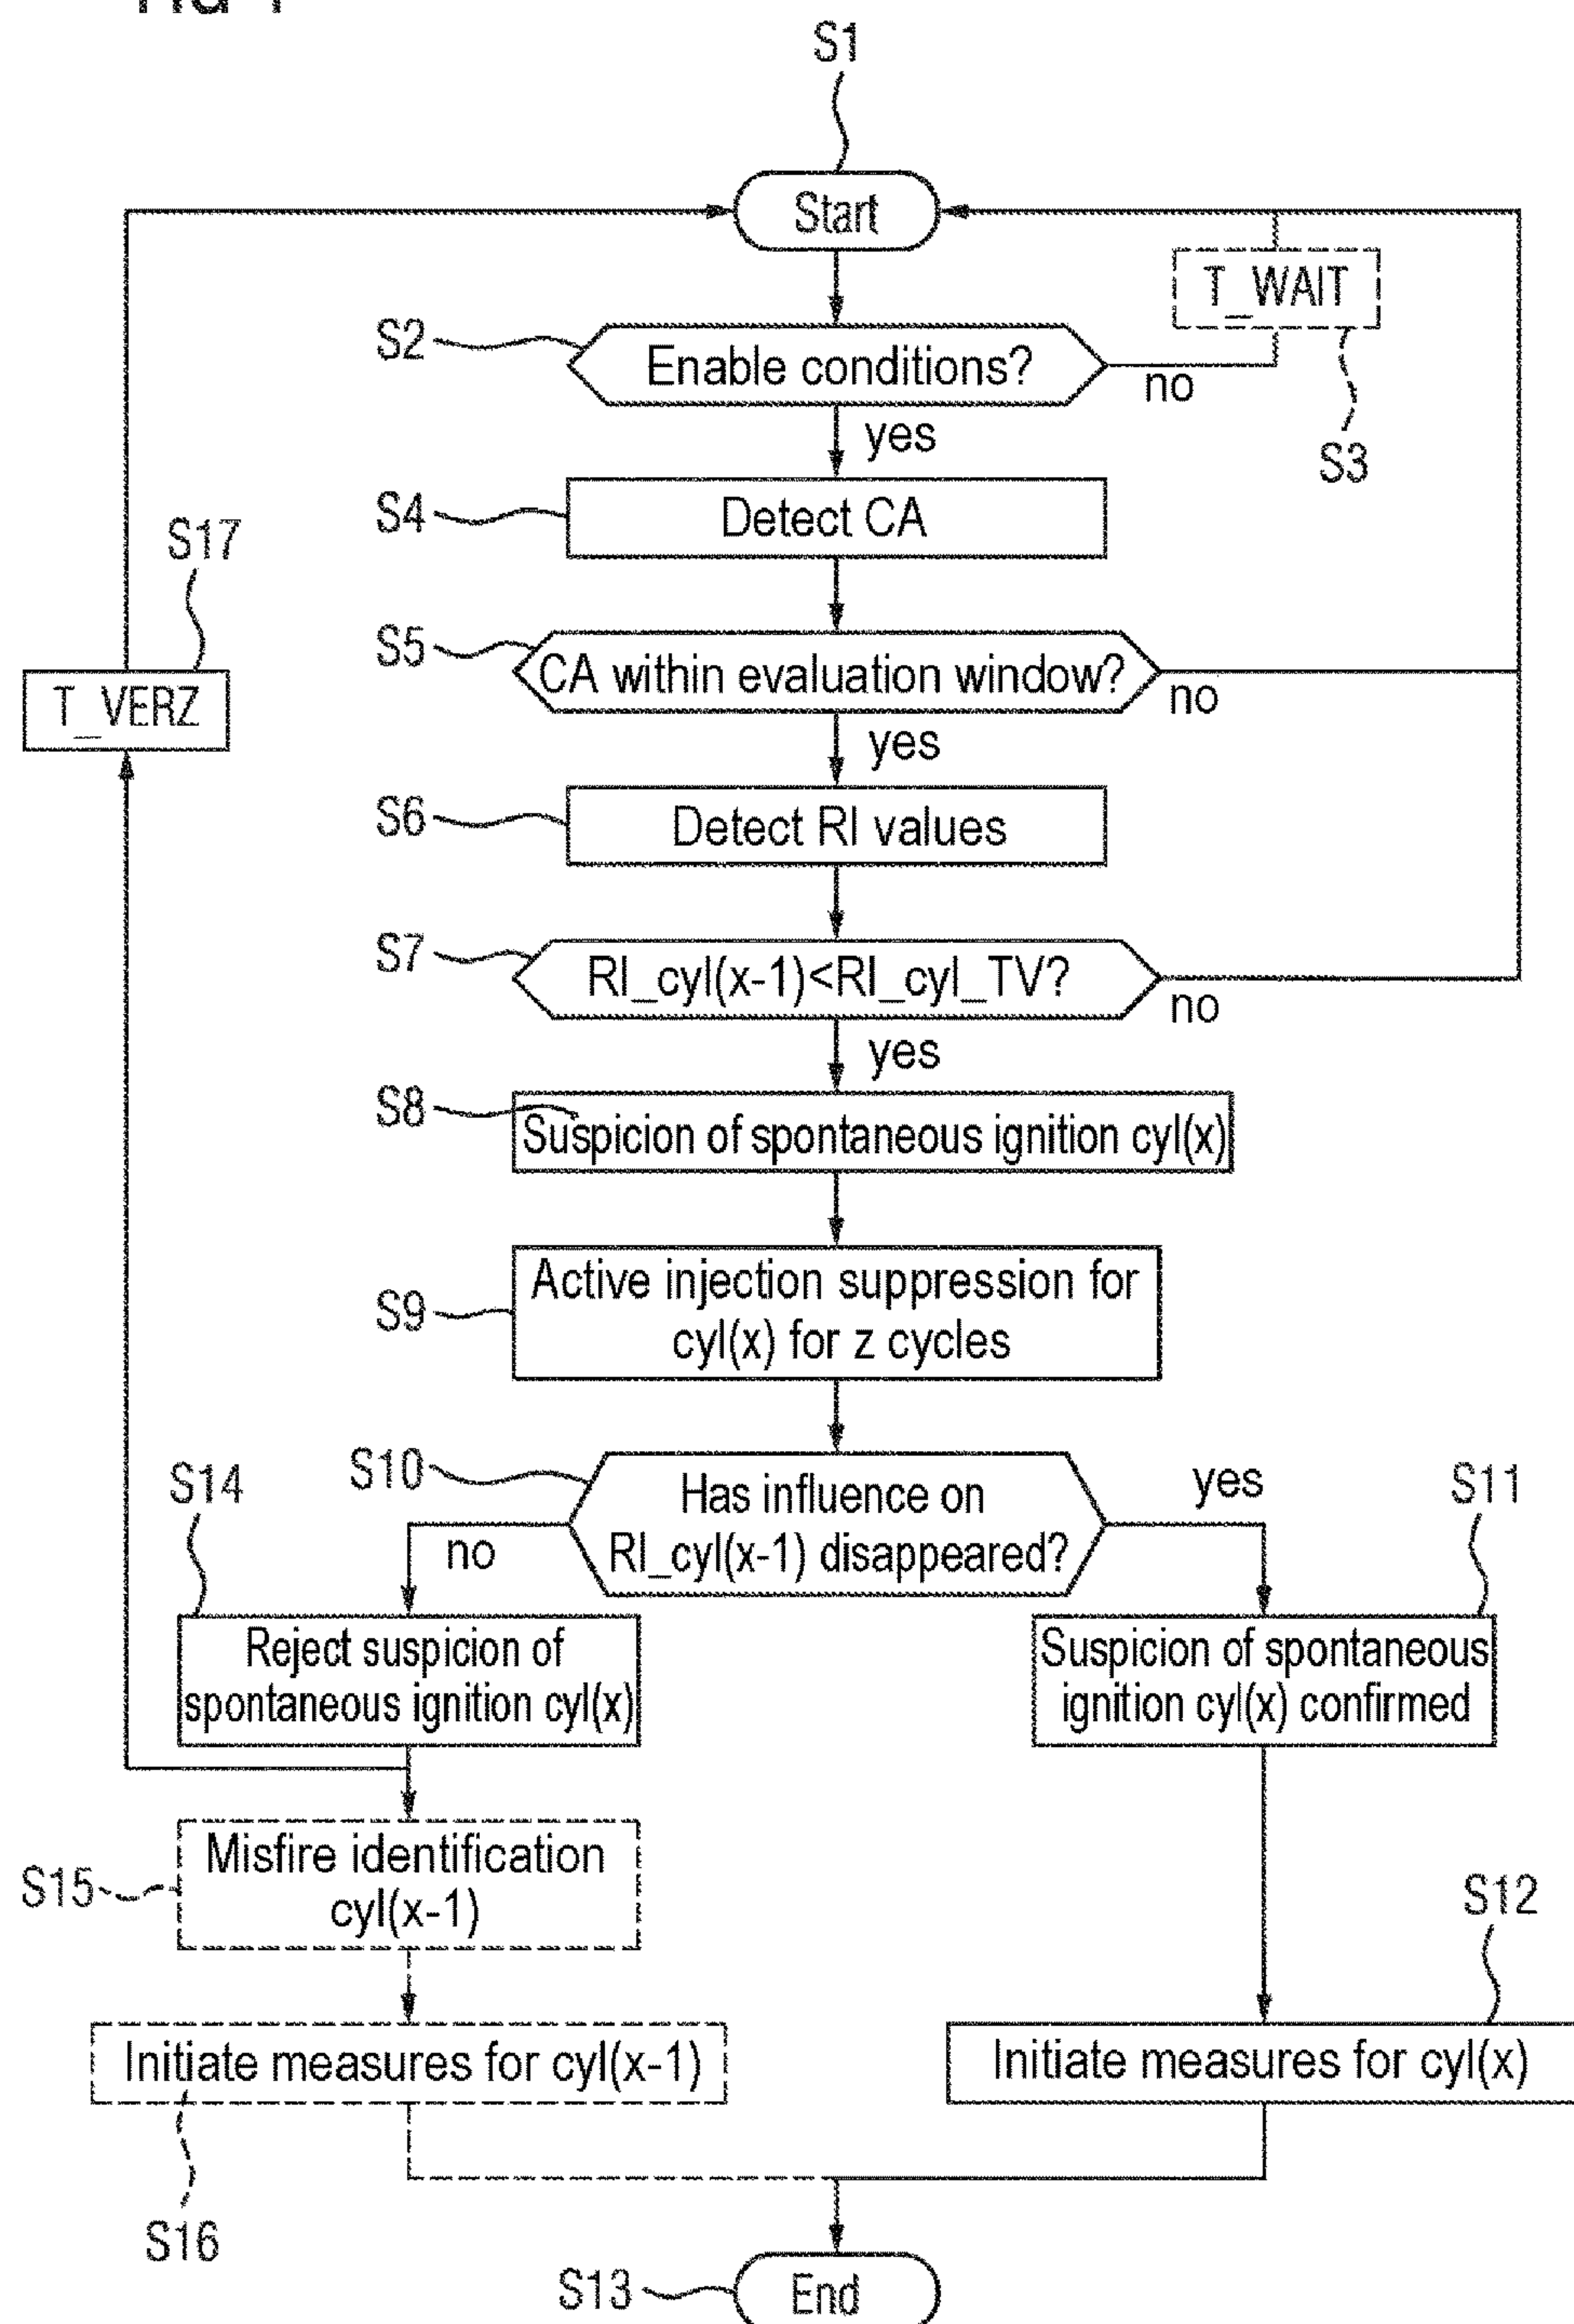 S1
Start
T_WAIT
S2
Enable conditions?
no
S3
yes
S4
Detect CA
S17
S5
CA within evaluation window?
no
T_VERZ
yes
S6
Detect RI values
S7
RI_cyl(x-1)<RI_cyl_TV?
no
yes
S8
Suspicion of spontaneous ignition cyl(x)
S9
Active injection suppression for
cyl(x) for z cycles
S14
S10
Has influence on
RI_cyl(x-1) disappeared?
no
yes
S11
Reject suspicion of
spontaneous ignition cyl(x)
Suspicion of spontaneous
ignition cyl(x) confirmed
S15
Misfire identification
cyl(x-1)
S12
Initiate measures for cyl(x-1)
Initiate measures for cyl(x)
S16
S13
End